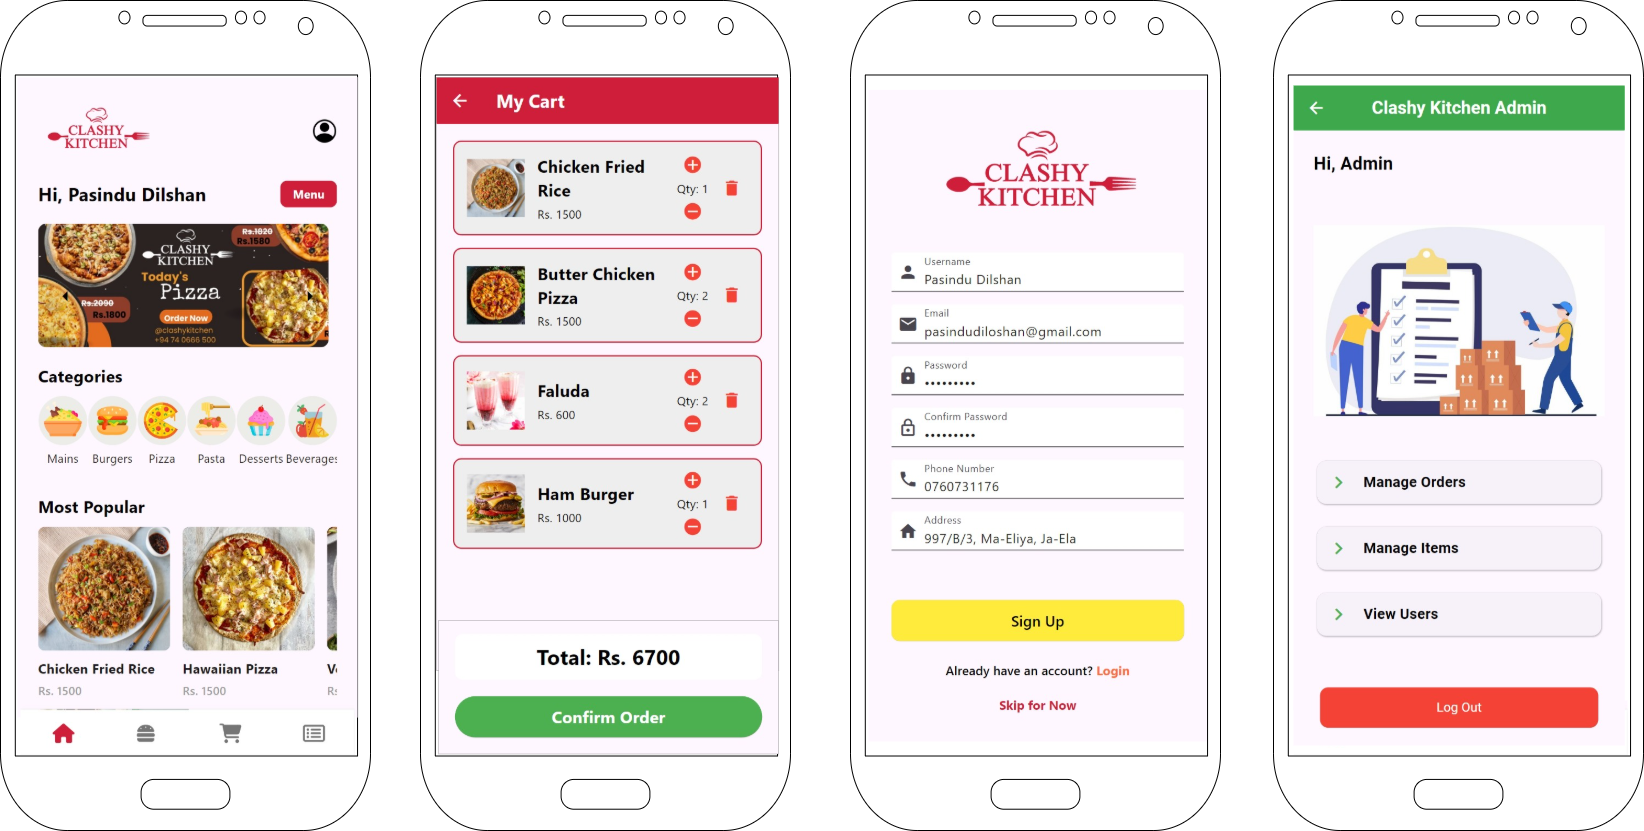 CLASHY
KITCHEN
Hi, Pasindu Dilshan
Menu
Rs.1820
Rs.1580
CLASHY
KITCHEN
Today's
Pizza
Rs.2090
Rs.1800
Order Now
@clashykitchen
+94 74 0666 500
Categories
Mains Burgers Pizza Pasta Desserts Beverages
Most Popular
Chicken Fried Rice
Rs. 1500
Hawaiian Pizza
Rs. 1500
My Cart
Chicken Fried
Rice
Rs. 1500
Qty: 1
Butter Chicken
Pizza
Rs. 1500
Qty: 2
Faluda
Rs. 600
Qty: 2
Ham Burger
Rs. 1000
Qty: 1
Total: Rs. 6700
Confirm Order
CLASHY
KITCHEN
Username
Pasindu Dilshan
Email
pasindudiloshan@gmail.com
Password
•••••••••
Confirm Password
•••••••••
Phone Number
0760731176
Address
997/B/3, Ma-Eliya, Ja-Ela
Sign Up
Already have an account? Login
Skip for Now
Clashy Kitchen Admin
Hi, Admin
Manage Orders
Manage Items
View Users
Log Out